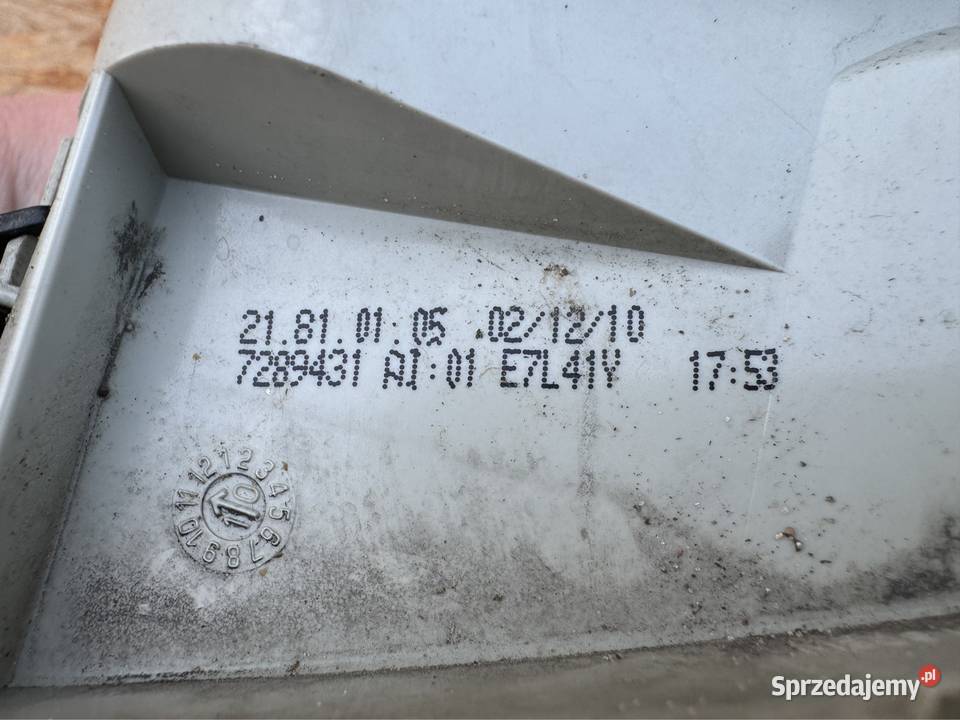 21.81.01:05 .02/12/10
7289431 AI:01 E7L41V 17:53
1 2 3 4 5 6 7 8 9 10 11 12
Sprzedajemy.pl